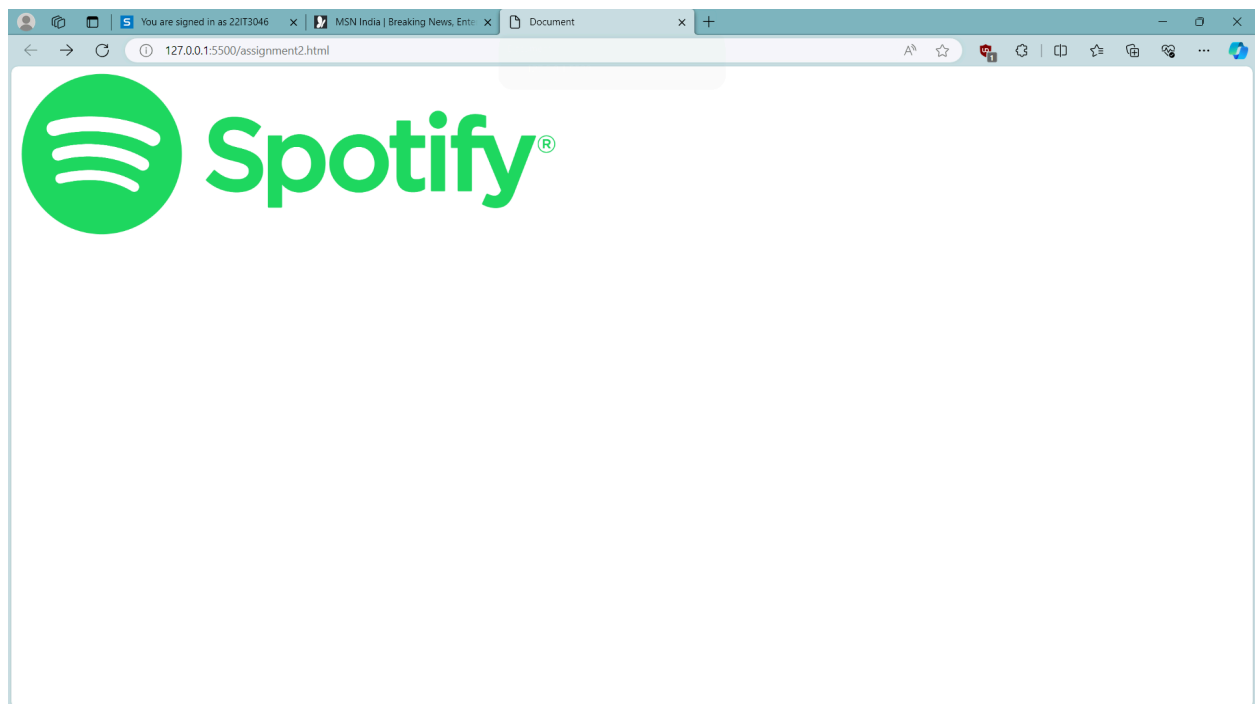 You are signed in as 22IT3046
MSN India | Breaking News, Ente
Document
127.0.0.1:5500/assignment2.html
A
1
Spotify®